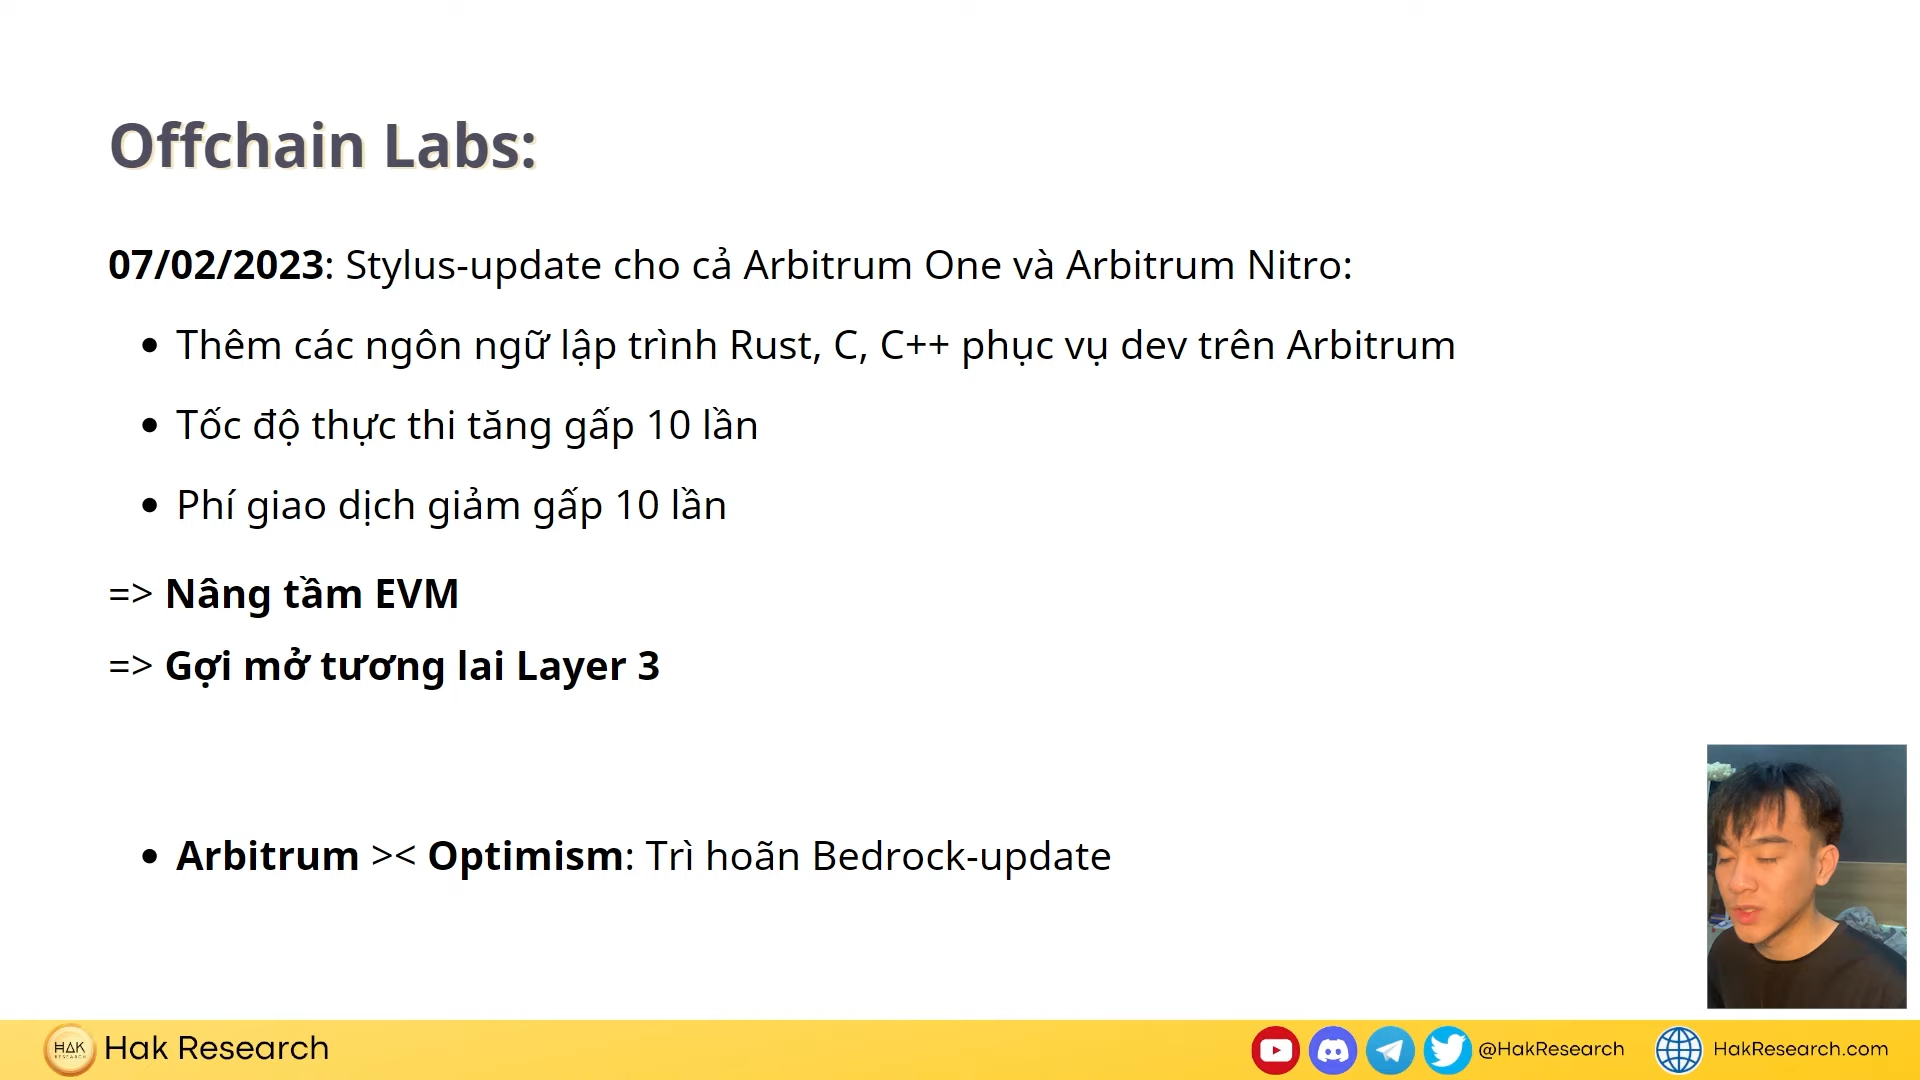 Offchain Labs:
07/02/2023: Stylus-update cho cả Arbitrum One và Arbitrum Nitro:
• Thêm các ngôn ngữ lập trình Rust, C, C++ phục vụ dev trên Arbitrum
• Tốc độ thực thi tăng gấp 10 lần
• Phí giao dịch giảm gấp 10 lần
=> Nâng tầm EVM
=> Gợi mở tương lai Layer 3
• Arbitrum >< Optimism: Trì hoãn Bedrock-update
HAK
RESEARCH
Hak Research
@HakResearch
HakResearch.com